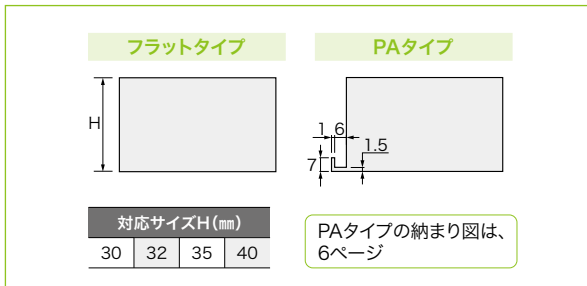 フラットタイプ
PAタイプ
H
1 6
1.5
7
対応サイズH(㎜)
30 32 35 40
PAタイプの納まり図は、
6ページ